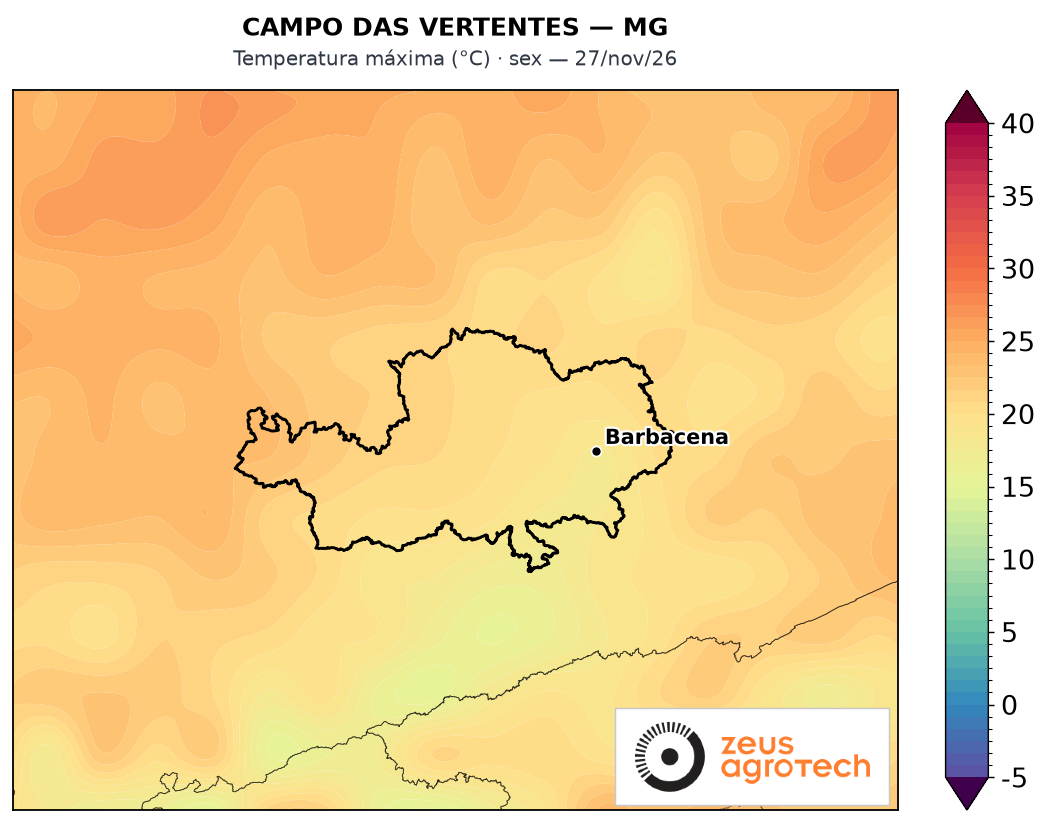 CAMPO DAS VERTENTES — MG
Temperatura máxima (°C) · sex — 27/nov/26
40
35
30
25
20
15
10
5
0
-5
Barbacena
zeus
agrotech